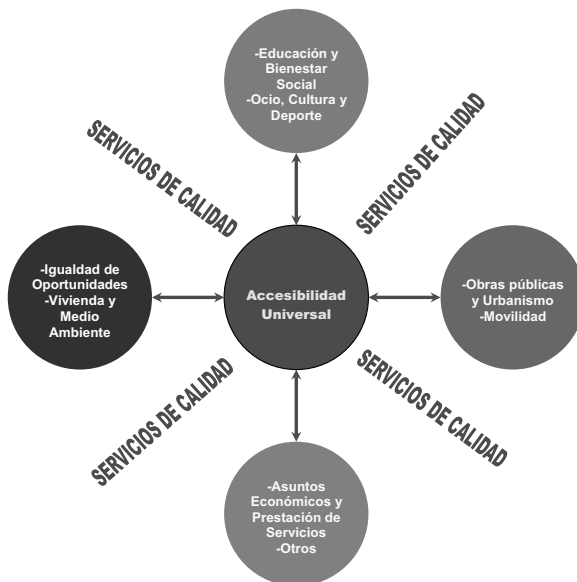 -Educación y
Bienestar
Social
-Ocio, Cultura y
Deporte
SERVICIOS DE CALIDAD
SERVICIOS DE CALIDAD
-Igualdad de
Oportunidades
-Vivienda y
Medio
Ambiente
Accesibilidad
Universal
-Obras públicas
y Urbanismo
-Movilidad
SERVICIOS DE CALIDAD
SERVICIOS DE CALIDAD
-Asuntos
Económicos y
Prestación de
Servicios
-Otros